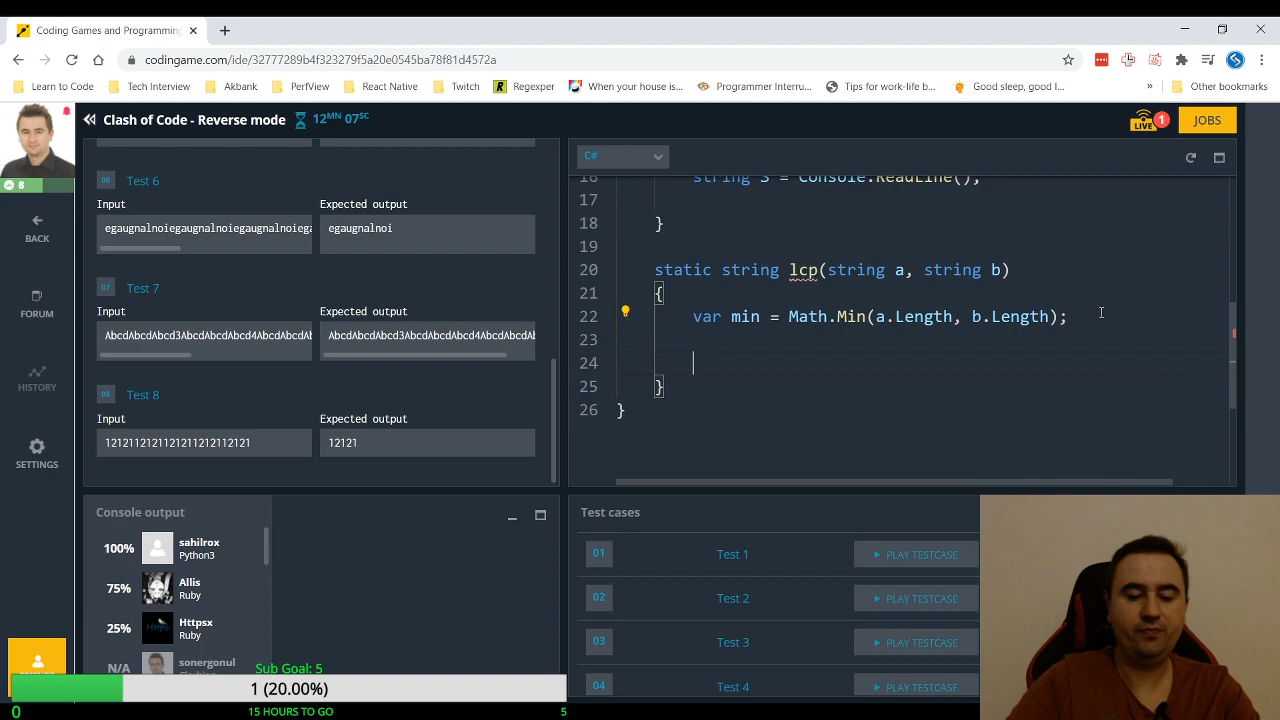 Coding Games and Programming
codingame.com/ide/32777289b4f323279f5a20e0545bc78f81d4572a
Learn to Code
Tech Interview
Akbank
PerfView
React Native
Twitch
Regexper
When your house is...
Programmer Interru...
Tips for work-life b...
Good sleep, good l...
»
Other bookmarks
Clash of Code - Reverse mode
12MN 07SC
LIVE
1
JOBS
8
BACK
FORUM
HISTORY
SETTINGS
06 Test 6
Input Expected output
egaugnalnoiegaugnalnoiegaugnalnoiega egaugnalnoi
07 Test 7
Input Expected output
08 Test 8
Input Expected output
12121
C#
16 string S = Console.ReadLine();
17
18 }
19
20 static string lcp(string a, string b)
21 {
22 var min = Math.Min(a.Length, b.Length);
23
24
25 }
26 }
Console output
100% sahilrox
Python3
75% Allis
Ruby
25% Httpsx
Ruby
N/A sonergonul
Test cases
01 Test 1 PLAY TESTCASE
02 Test 2 PLAY TESTCASE
03 Test 3 PLAY TESTCASE
04 Test 4 PLAY TESTCASE
Sub Goal: 5
1 (20.00%)
0 15 HOURS TO GO 5